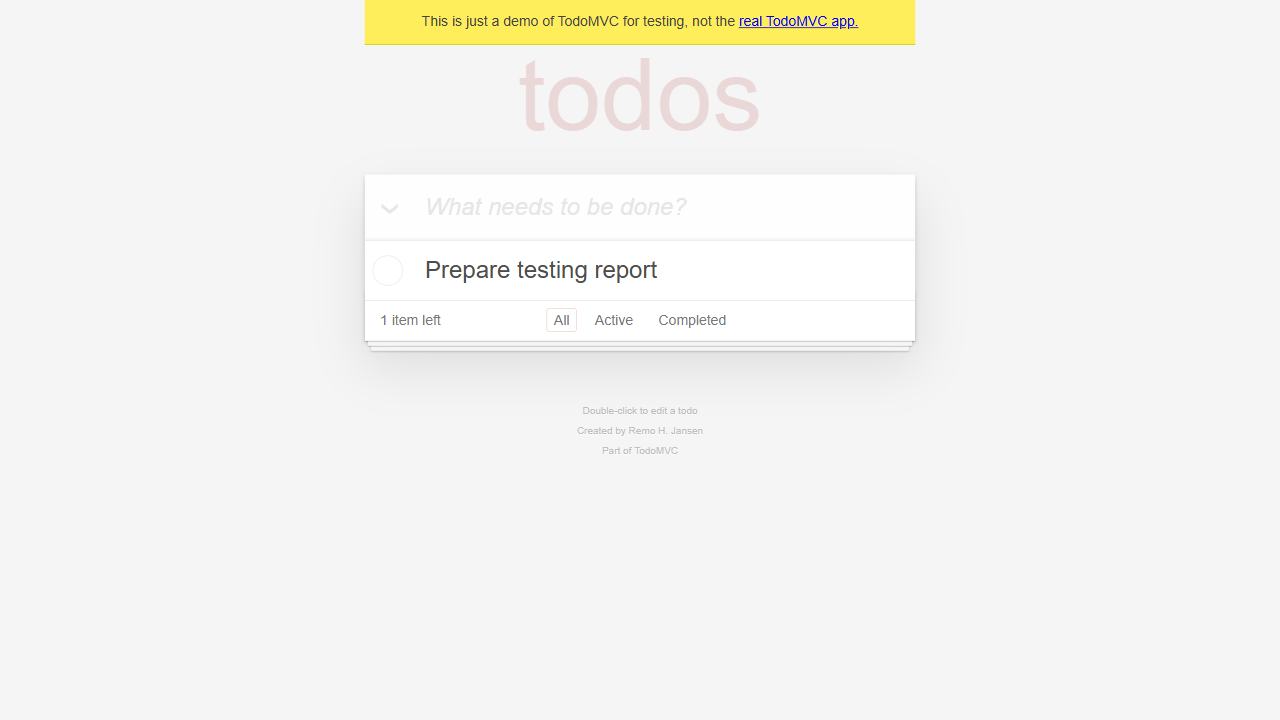 This is just a demo of TodoMVC for testing, not the real TodoMVC app.
todos
What needs to be done?
Prepare testing report
1 item left All Active Completed
Double-click to edit a todo
Created by Remo H. Jansen
Part of TodoMVC